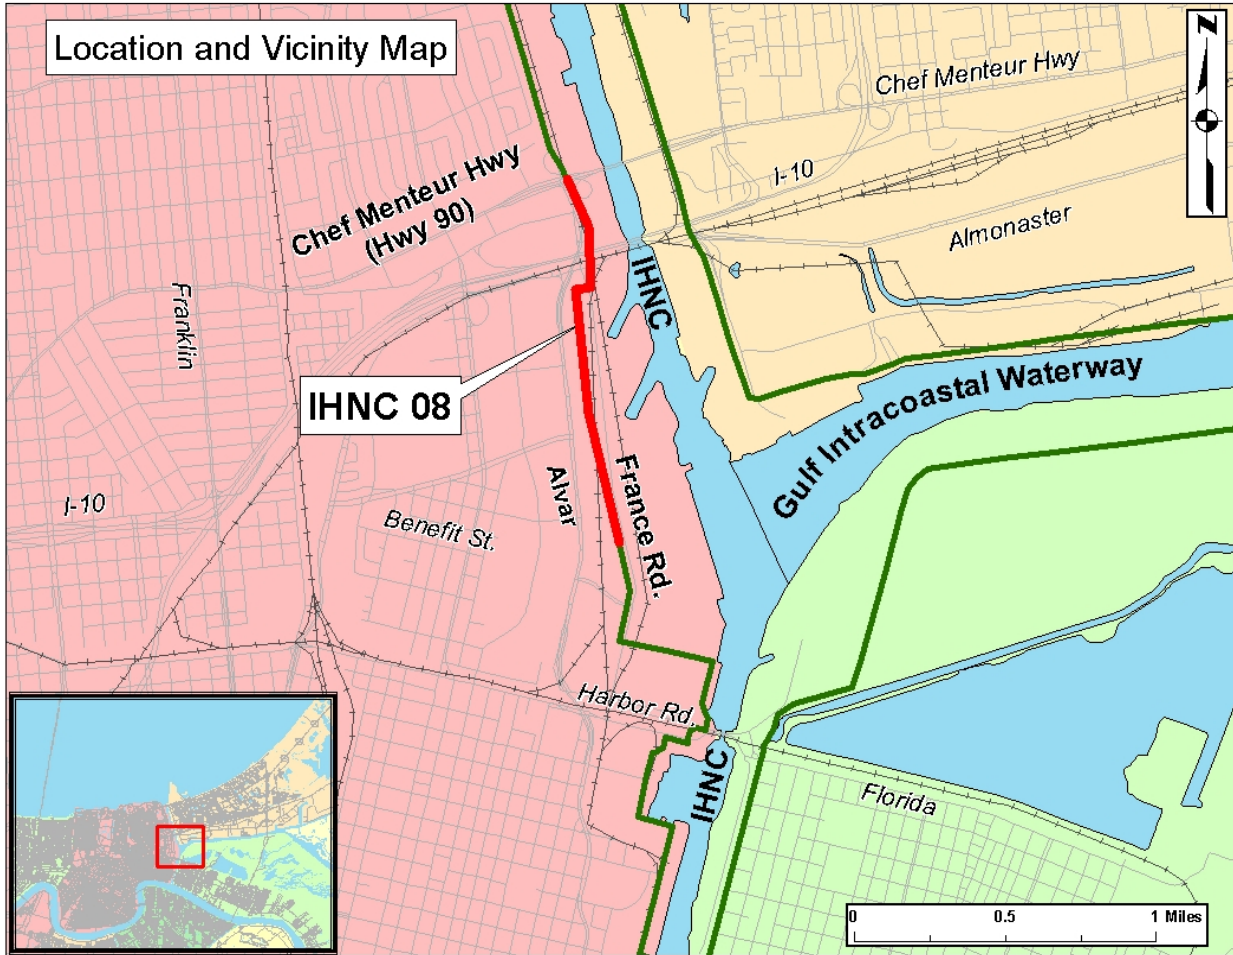 Location and Vicinity Map
N
Chef Menteur Hwy
I-10
Almonaster
Chef Menteur Hwy
(Hwy 90)
Franklin
IHNC
IHNC 08
Gulf Intracoastal Waterway
I-10
Benefit St.
Alvar
France Rd.
Harbor Rd.
IHNC
Florida
0 0.5 1 Miles